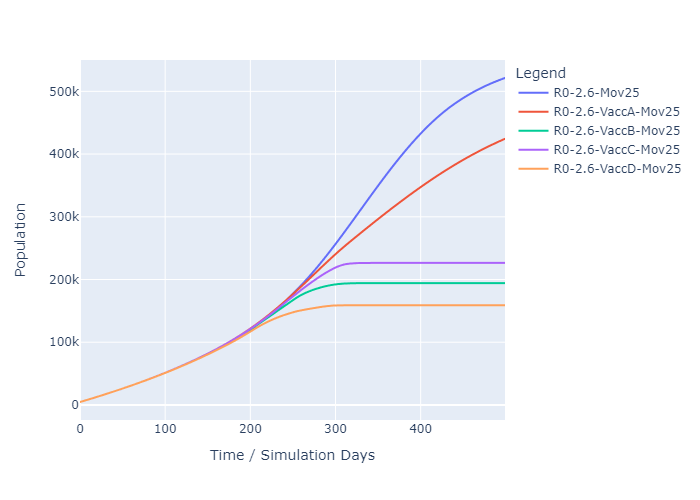 Legend
R0-2.6-Mov25
R0-2.6-VaccA-Mov25
R0-2.6-VaccB-Mov25
R0-2.6-VaccC-Mov25
R0-2.6-VaccD-Mov25
Population
500k
400k
300k
200k
100k
0
0 100 200 300 400
Time / Simulation Days